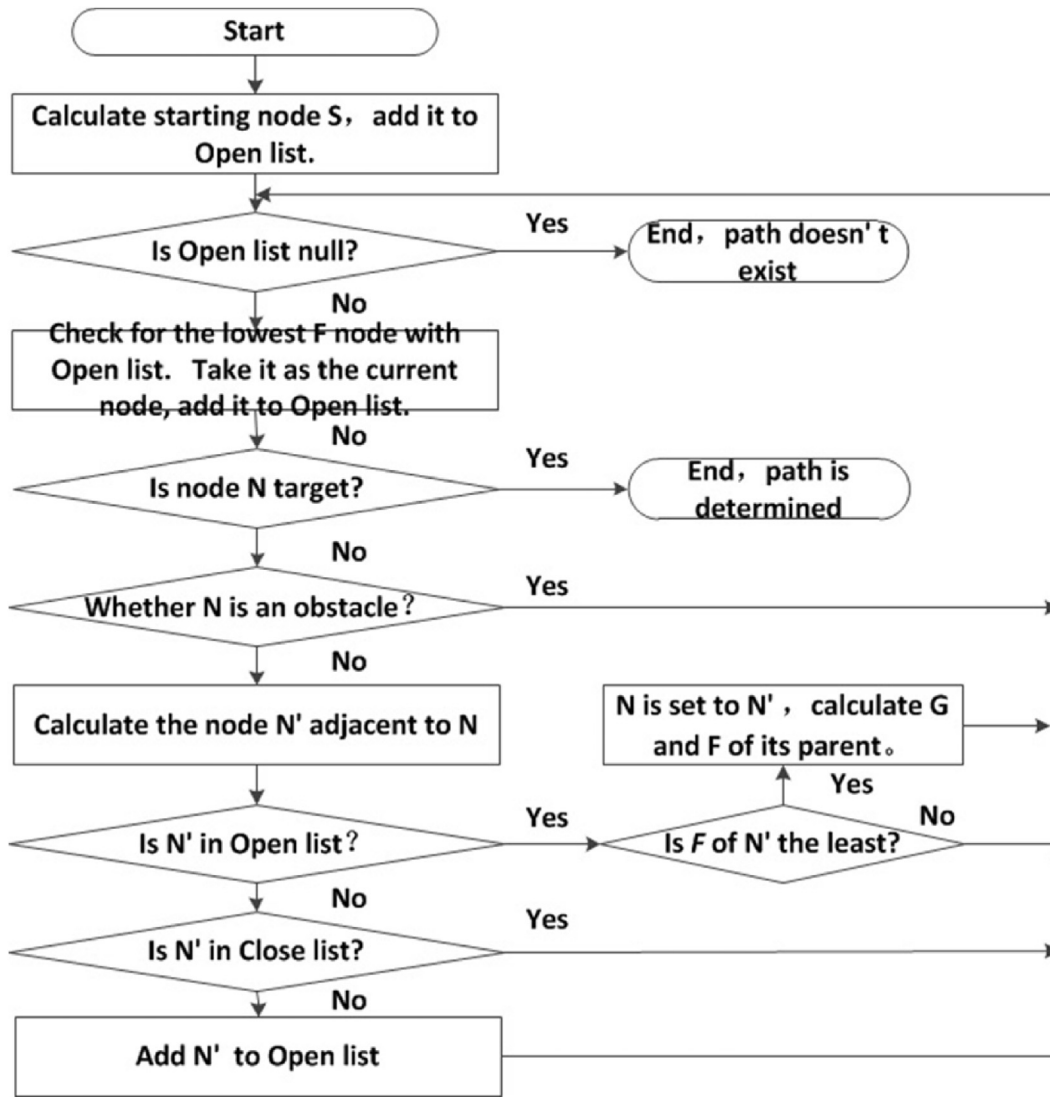 Start
Calculate starting node S，add it to
Open list.
Yes
Is Open list null?
End，path doesn't
exist
No
Check for the lowest F node with
Open list. Take it as the current
node, add it to Open list.
No
Yes
Is node N target?
End，path is
determined
No
Yes
Whether N is an obstacle？
No
Calculate the node N' adjacent to N
N is set to N'，calculate G
and F of its parent。
Yes
Yes
No
Is N' in Open list？
Is F of N' the least?
No
Yes
Is N' in Close list?
No
Add N' to Open list